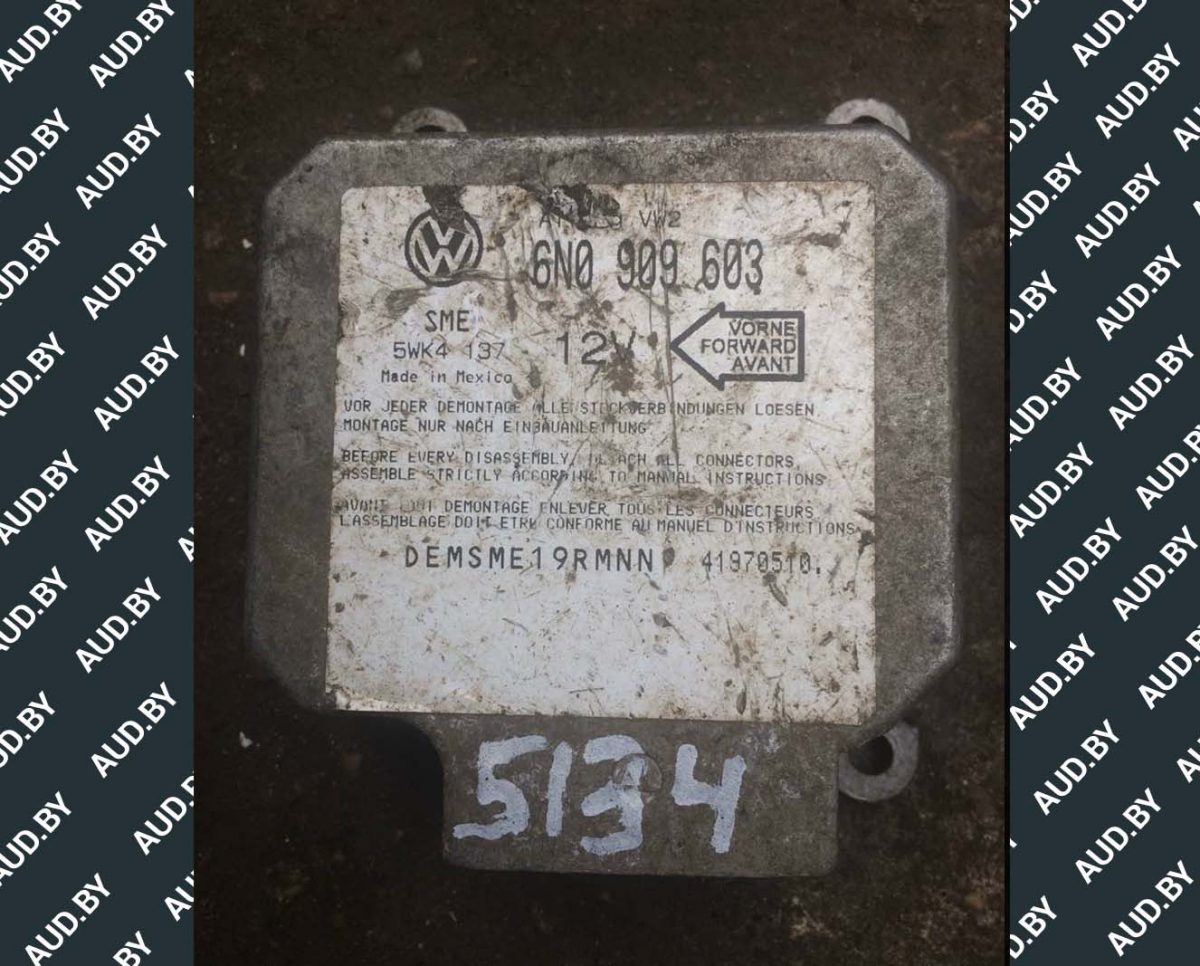 VW2
6N0 909 603
SME
5WK4 137
12V
VORNE
FORWARD
AVANT
Made in Mexico
VOR JEDER DEMONTAGE ALLE STECKVERBINDUNGEN LOESEN
MONTAGE NUR NACH EINBAUANLEITUNG
BEFORE EVERY DISASSEMBLY, DETACH ALL CONNECTORS,
ASSEMBLE STRICTLY ACCORDING TO MANUAL INSTRUCTIONS
AVANT TOUT DEMONTAGE ENLEVER TOUS LES CONNECTEURS
L'ASSEMBLAGE DOIT ETRE CONFORME AU MANUEL D'INSTRUCTIONS
DEMSME19RMNN 41970510.
5134
AUD.BY